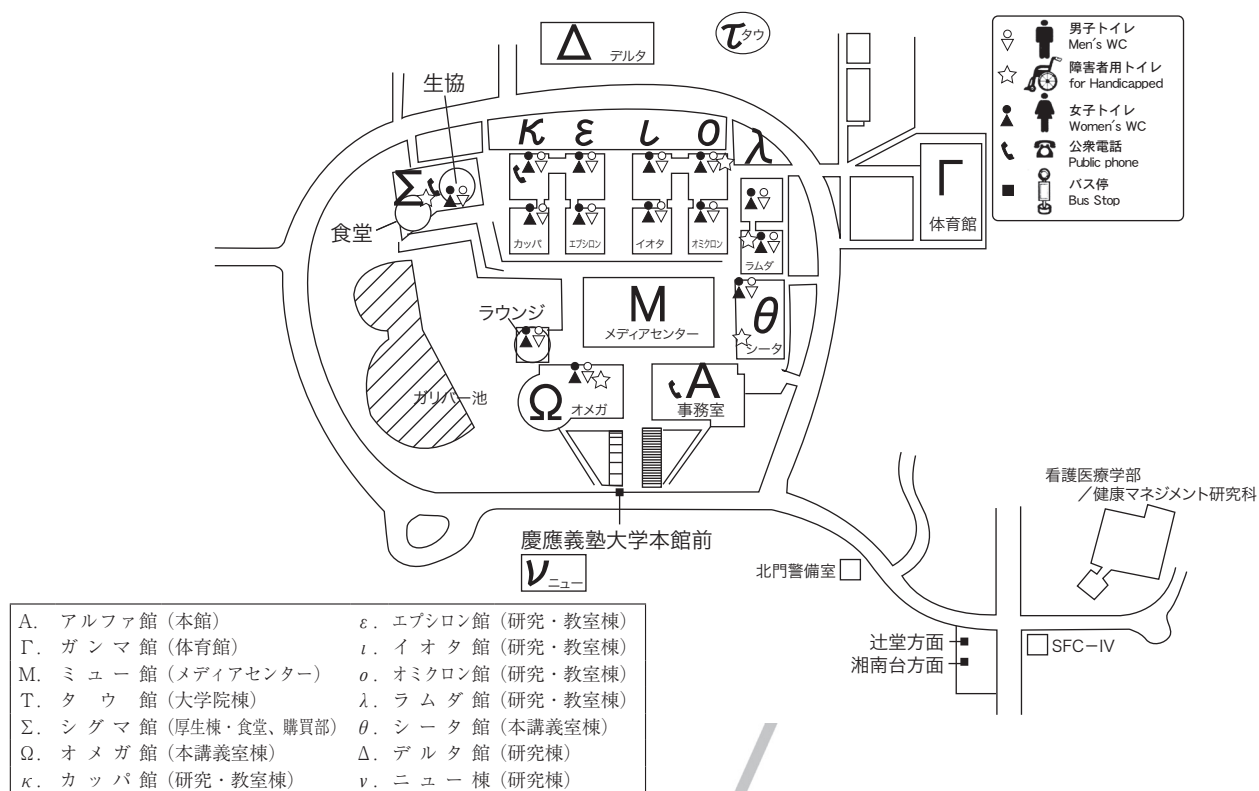 Δ デルタ
τ タウ
男子トイレ
Men's WC
障害者用トイレ
for Handicapped
女子トイレ
Women's WC
公衆電話
Public phone
バス停
Bus Stop
生協
κ ε ι ο λ
Σ
Γ
体育館
食堂
カッパ エプシロン イオタ オミクロン
ラムダ
M
メディアセンター
θ
シータ
ラウンジ
ガリバー池
Ω オメガ
A
事務室
慶應義塾大学本館前
ν ニュー
看護医療学部
／健康マネジメント研究科
北門警備室
辻堂方面
湘南台方面
SFC−IV
A. アルファ館（本館）
Γ. ガンマ館（体育館）
M. ミュー館（メディアセンター）
T. タウ館（大学院棟）
Σ. シグマ館（厚生棟・食堂、購買部）
Ω. オメガ館（本講義室棟）
κ. カッパ館（研究・教室棟）
ε. エプシロン館（研究・教室棟）
ι. イオタ館（研究・教室棟）
ο. オミクロン館（研究・教室棟）
λ. ラムダ館（研究・教室棟）
θ. シータ館（本講義室棟）
Δ. デルタ館（研究棟）
ν. ニュー棟（研究棟）